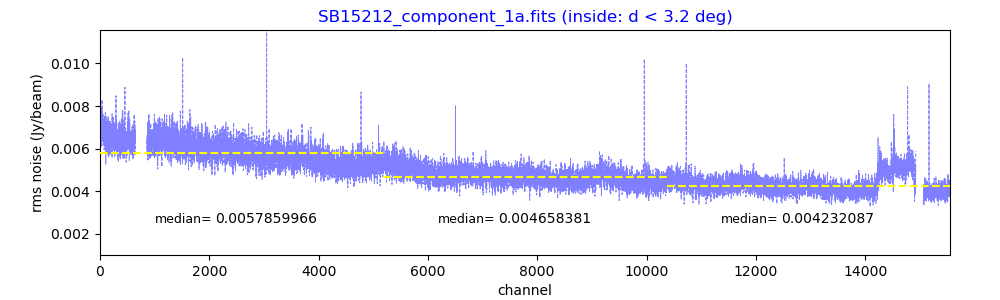 SB15212_component_1a.fits (inside: d < 3.2 deg)
rms noise (Jy/beam)
0.010
0.008
0.006
0.004
0.002
median= 0.0057859966 median= 0.004658381 median= 0.004232087
0 2000 4000 6000 8000 10000 12000 14000
channel